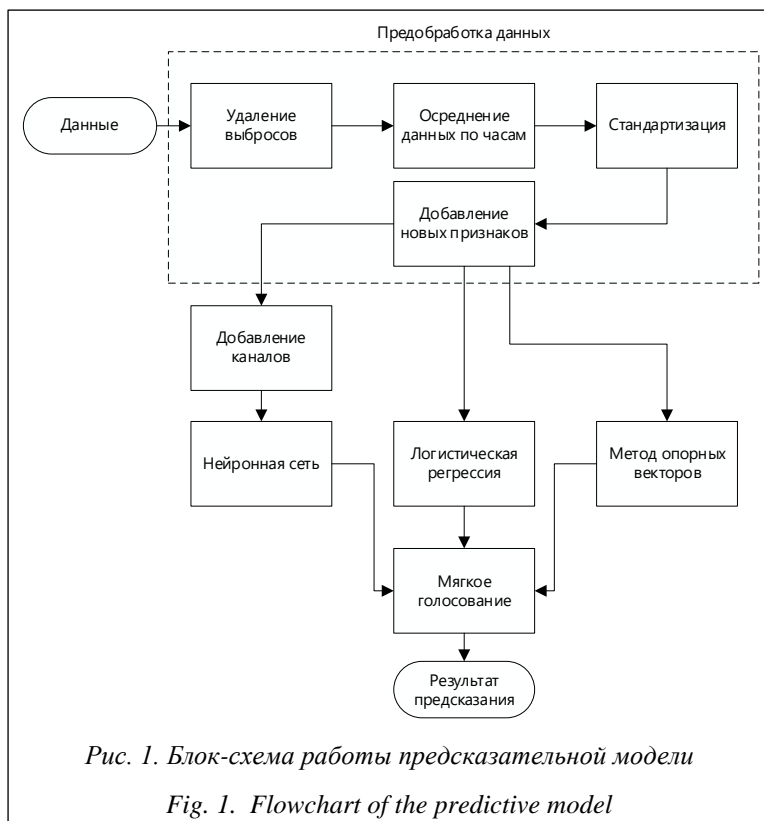 Предобработка данных
Данные
Удаление
выбросов
Осреднение
данных по часам
Стандартизация
Добавление
новых признаков
Добавление
каналов
Нейронная сеть
Логистическая
регрессия
Метод опорных
векторов
Мягкое
голосование
Результат
предсказания
Рис. 1. Блок-схема работы предсказательной модели
Fig. 1. Flowchart of the predictive model